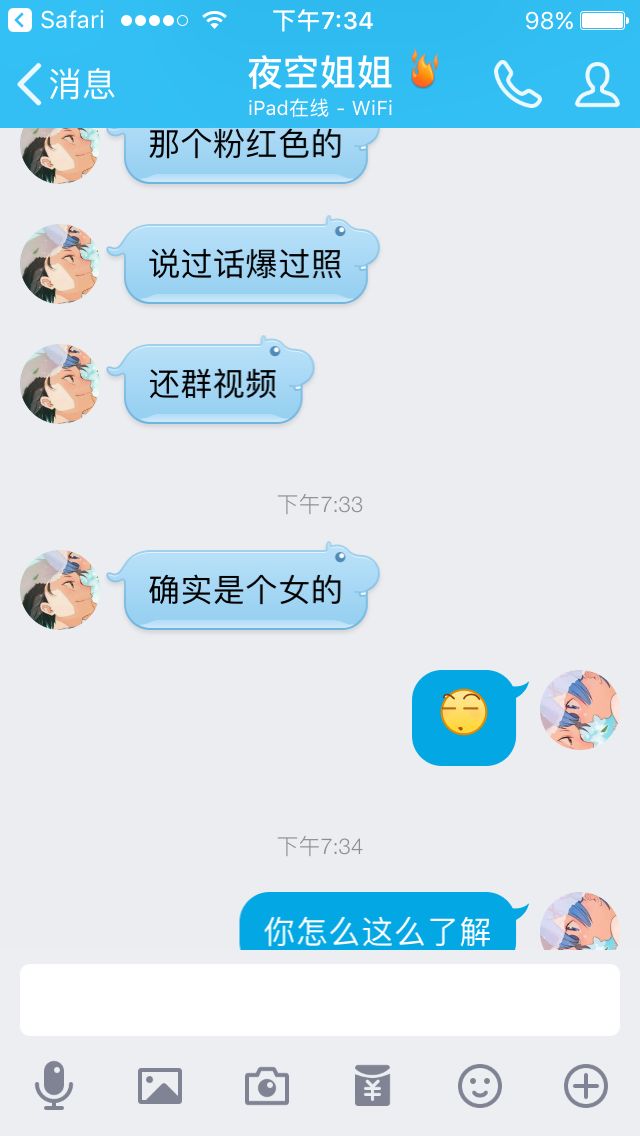 Safari
下午7:34
98%
消息
夜空姐姐
iPad在线 - WiFi
那个粉红色的
说过话爆过照
还群视频
下午7:33
确实是个女的
下午7:34
你怎么这么了解